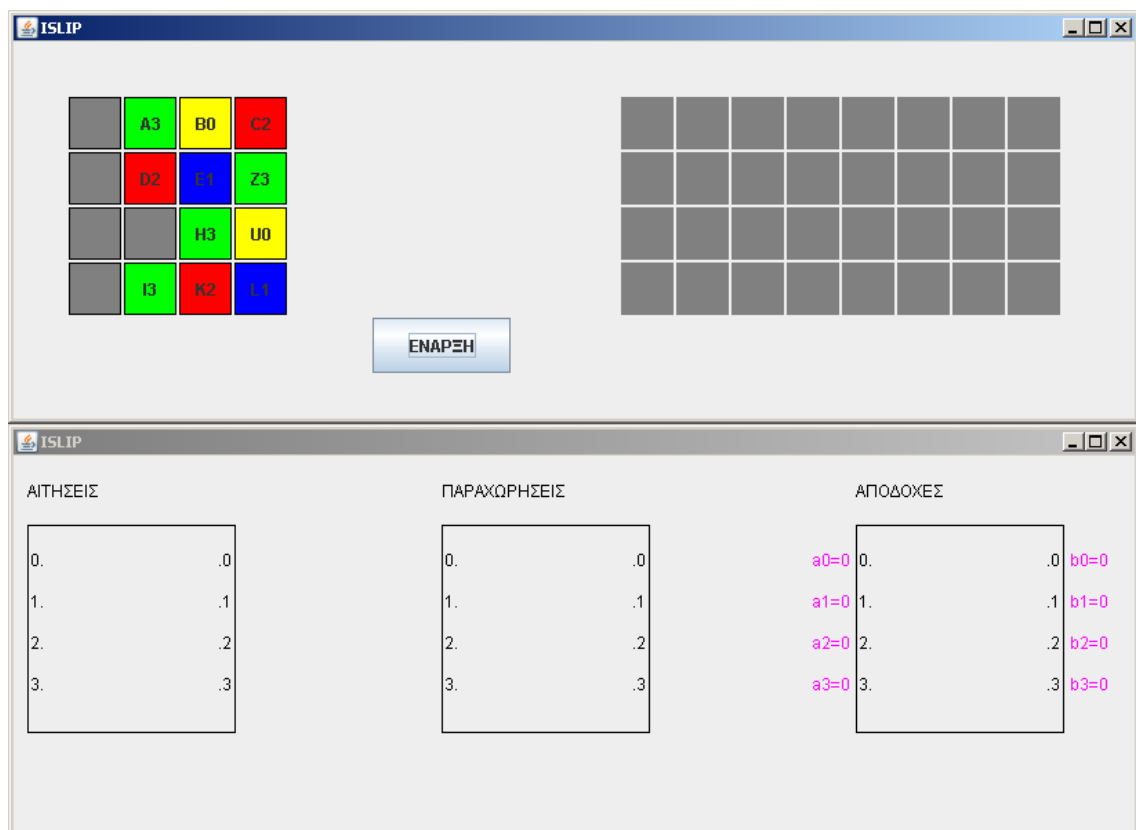 ISLIP
A3 B0 C2
D2 E1 Z3
H3 U0
I3 K2 L1
ΕΝΑΡΞΗ
ISLIP
ΑΙΤΗΣΕΙΣ ΠΑΡΑΧΩΡΗΣΕΙΣ ΑΠΟΔΟΧΕΣ
0. .0 0. .0 a0=0 0. .0 b0=0
1. .1 1. .1 a1=0 1. .1 b1=0
2. .2 2. .2 a2=0 2. .2 b2=0
3. .3 3. .3 a3=0 3. .3 b3=0